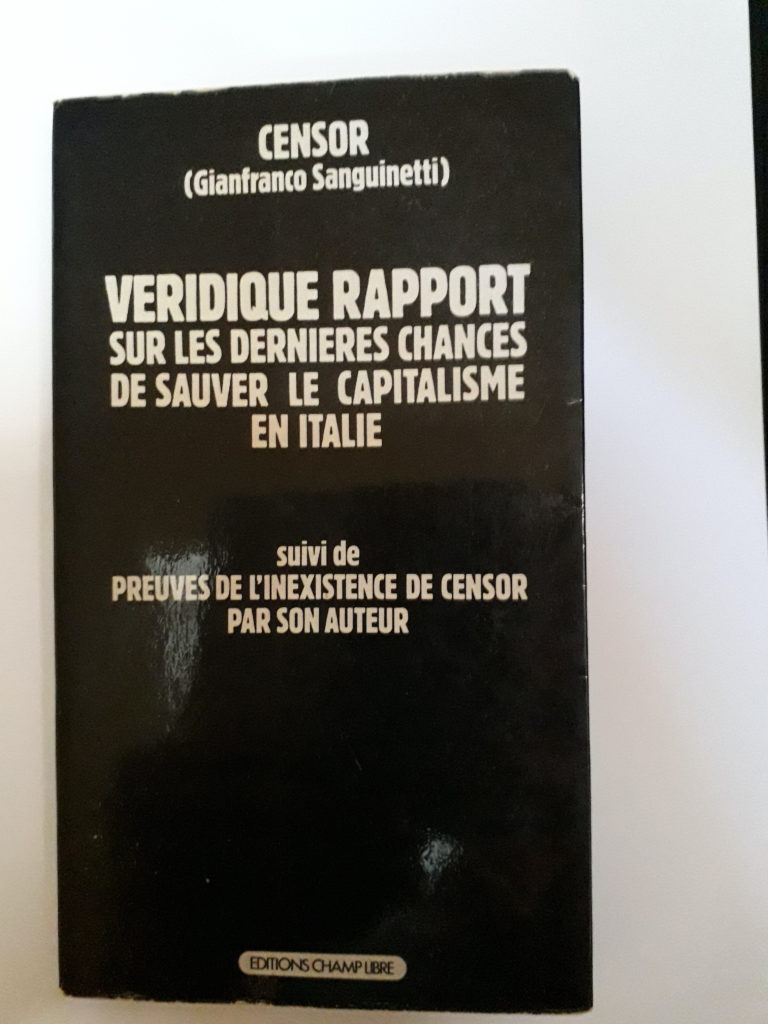 CENSOR
(Gianfranco Sanguinetti)
VERIDIQUE RAPPORT
SUR LES DERNIERES CHANCES
DE SAUVER LE CAPITALISME
EN ITALIE
suivi de
PREUVES DE L'INEXISTENCE DE CENSOR
PAR SON AUTEUR
EDITIONS CHAMP LIBRE